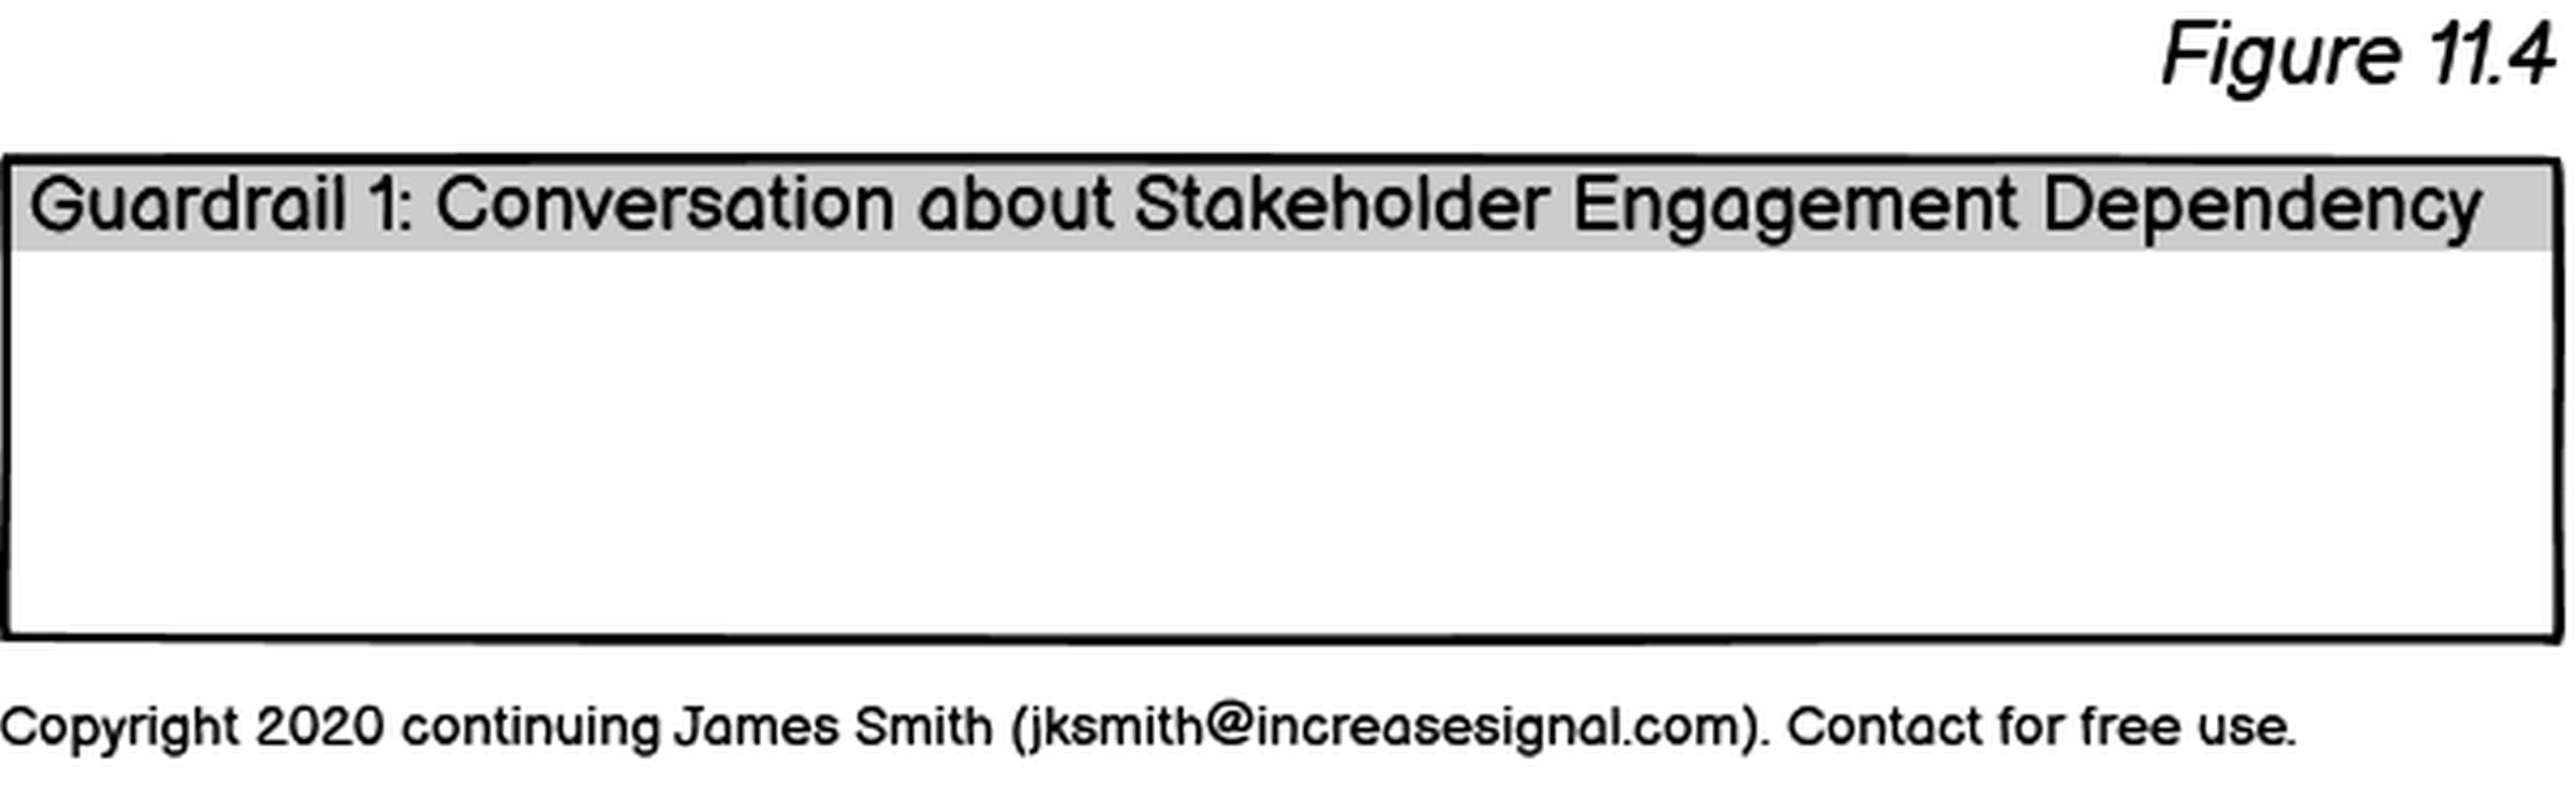 Figure 11.4
Guardrail 1: Conversation about Stakeholder Engagement Dependency
Copyright 2020 continuing James Smith (jksmith@increasesignal.com). Contact for free use.